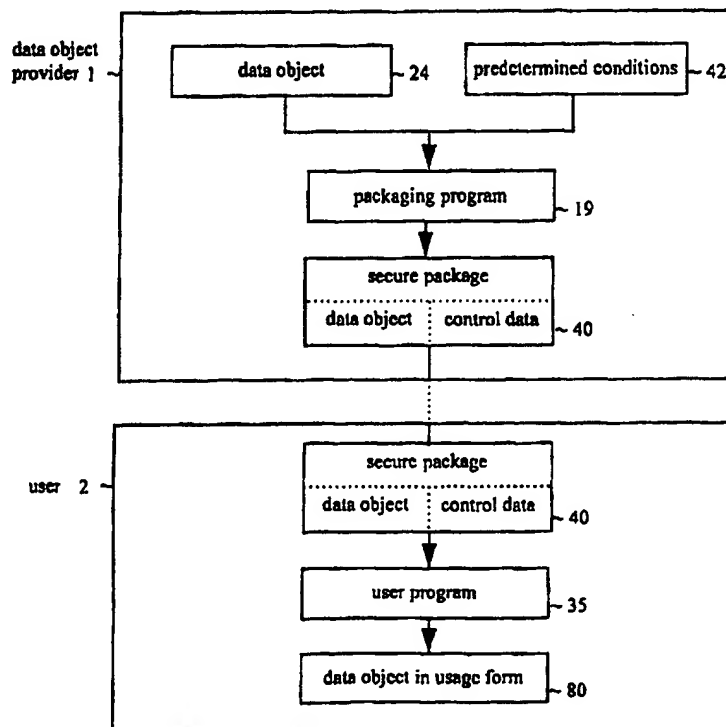 data object
provider 1
data object
24
predetermined conditions
42
packaging program
~ 19
secure package
data object
control data
~ 40
user 2
secure package
data object
control data
~ 40
user program
~ 35
data object in usage form
~ 80